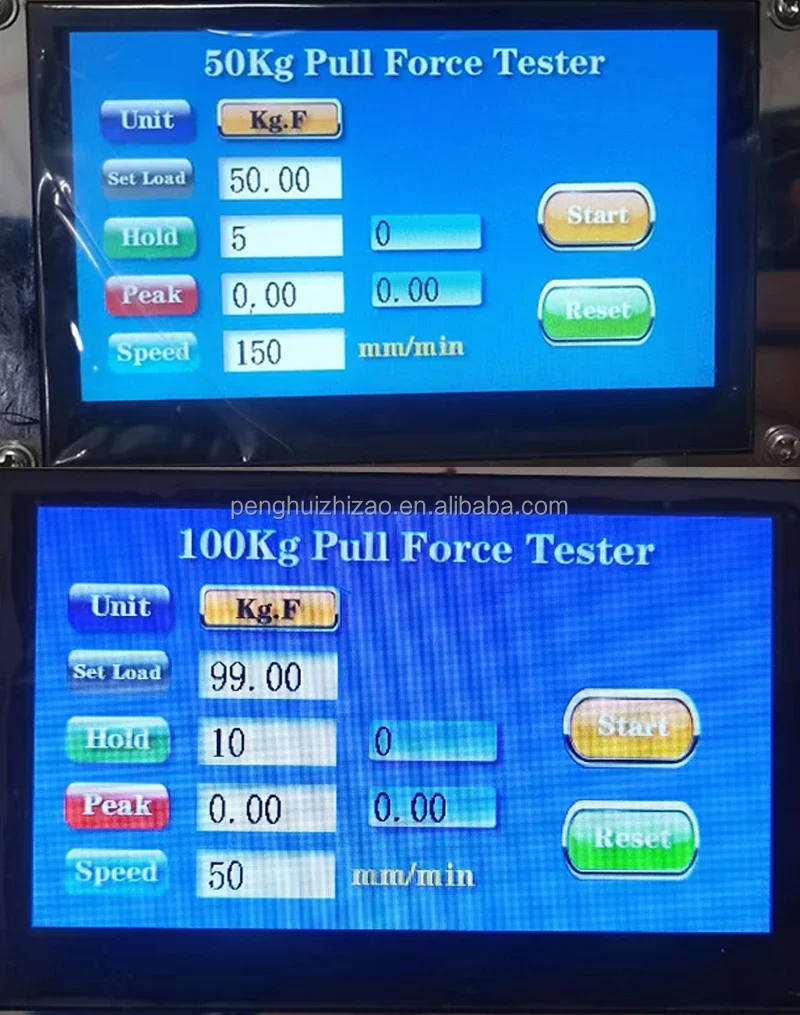 50Kg Pull Force Tester
Unit Kg.F
Set Load 50.00
Hold 5 0
Start
Peak 0.00 0.00
Reset
Speed 150 mm/min
penghuizhizao.en.alibaba.com
100Kg Pull Force Tester
Unit Kg.F
Set Load 99.00
Hold 10 0
Start
Peak 0.00 0.00
Reset
Speed 50 mm/min